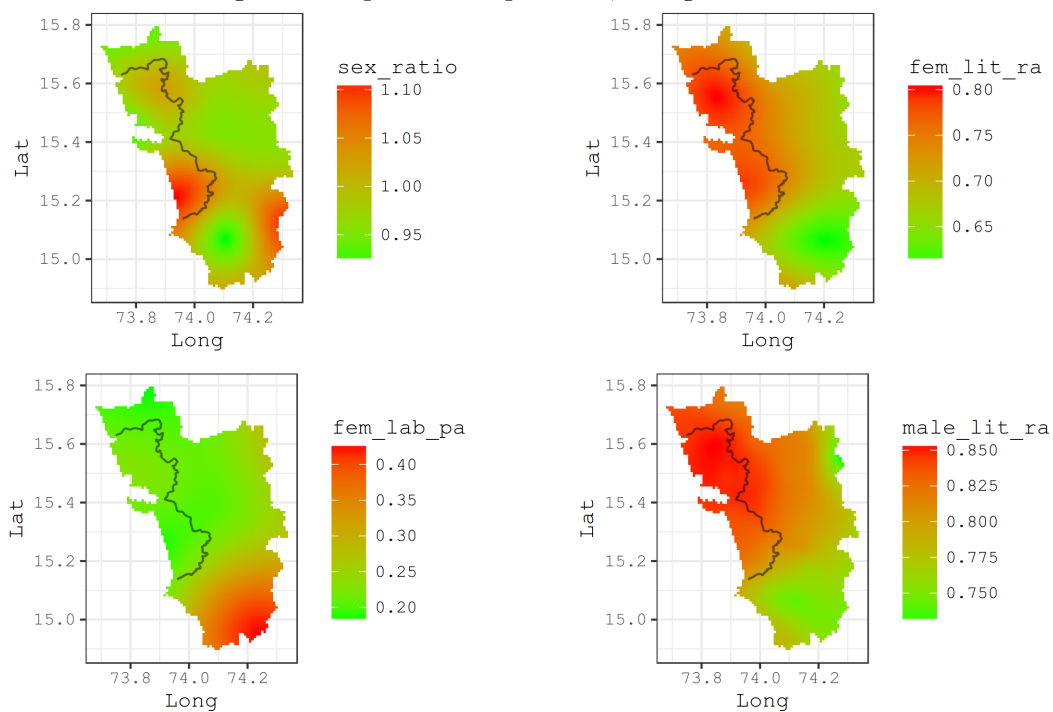 15.8
15.6
15.4
15.2
15.0
Lat
73.8 74.0 74.2
Long
sex_ratio
1.10
1.05
1.00
0.95
15.8
15.6
15.4
15.2
15.0
Lat
73.8 74.0 74.2
Long
fem_lit_ra
0.80
0.75
0.70
0.65
15.8
15.6
15.4
15.2
15.0
Lat
73.8 74.0 74.2
Long
fem_lab_pa
0.40
0.35
0.30
0.25
0.20
15.8
15.6
15.4
15.2
15.0
Lat
73.8 74.0 74.2
Long
male_lit_ra
0.850
0.825
0.800
0.775
0.750